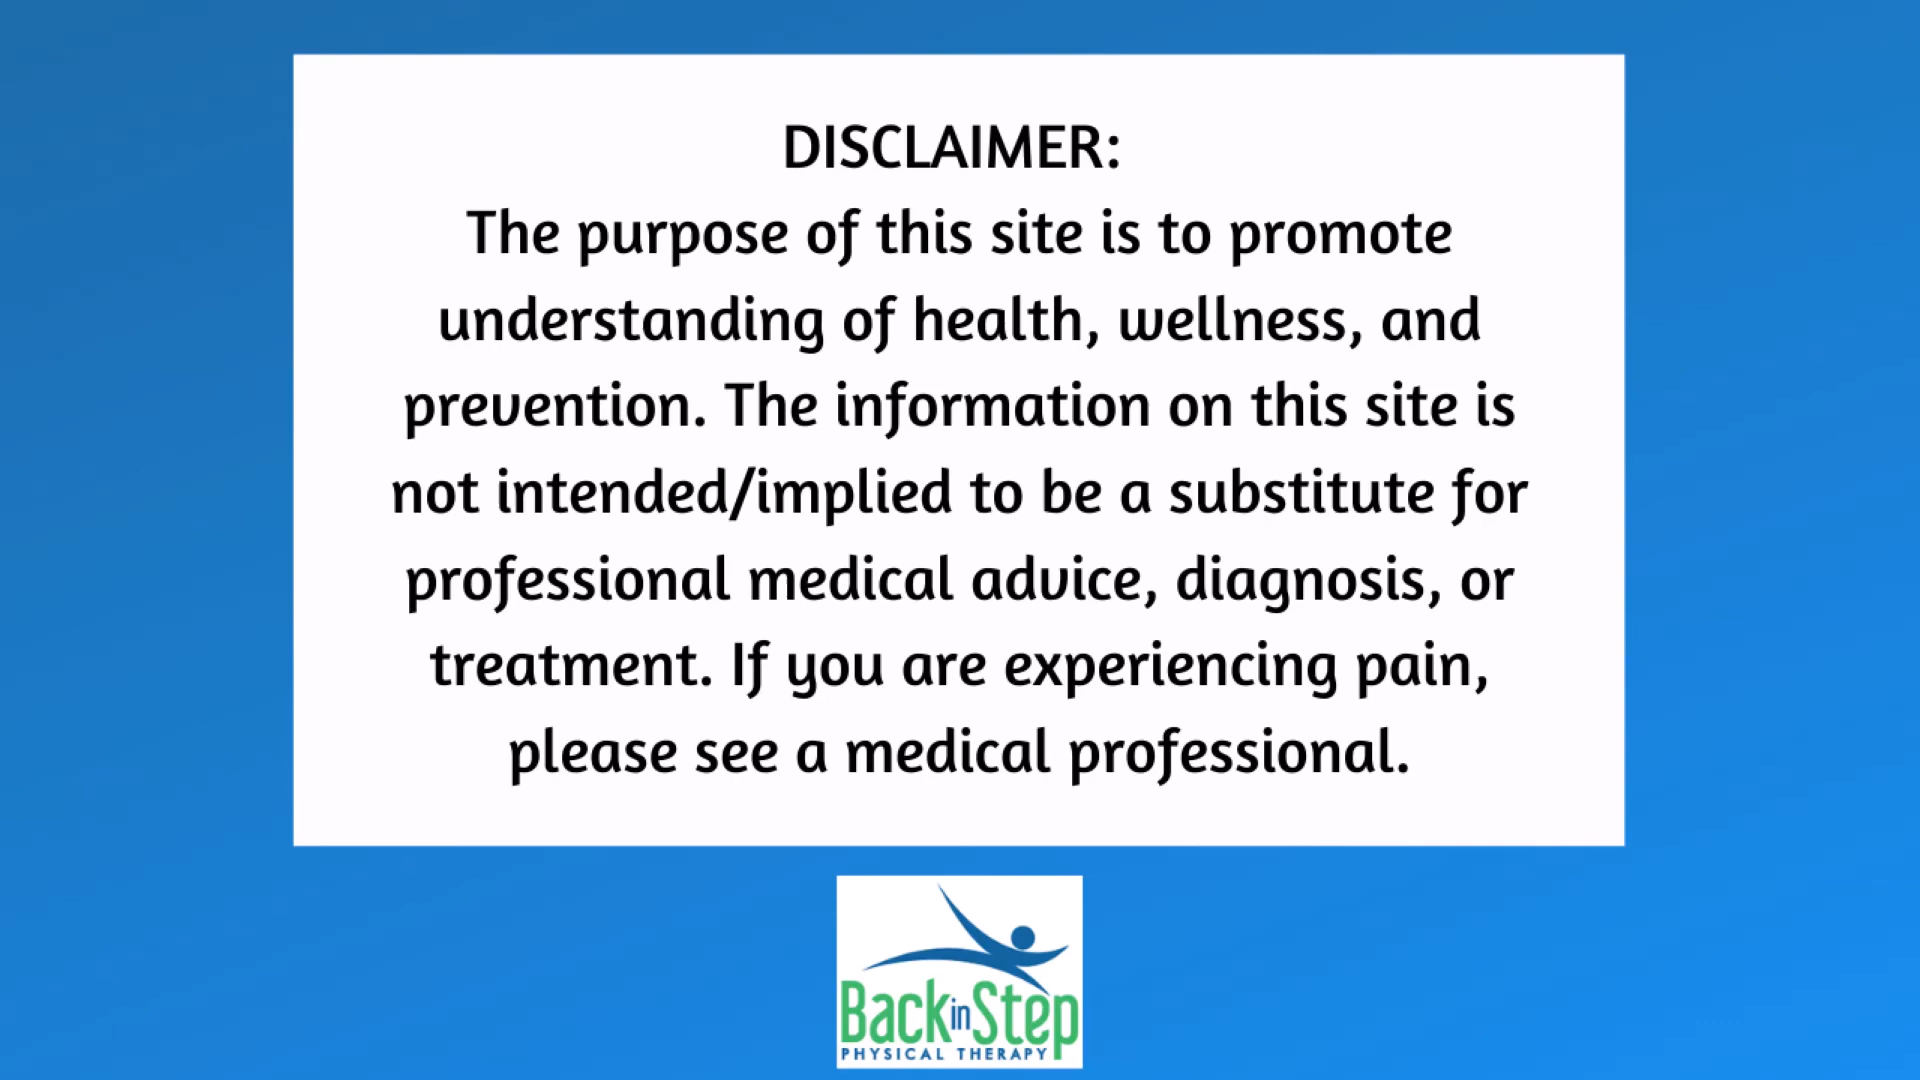 DISCLAIMER:
The purpose of this site is to promote
understanding of health, wellness, and
prevention. The information on this site is
not intended/implied to be a substitute for
professional medical advice, diagnosis, or
treatment. If you are experiencing pain,
please see a medical professional.
Back in Step
PHYSICAL THERAPY